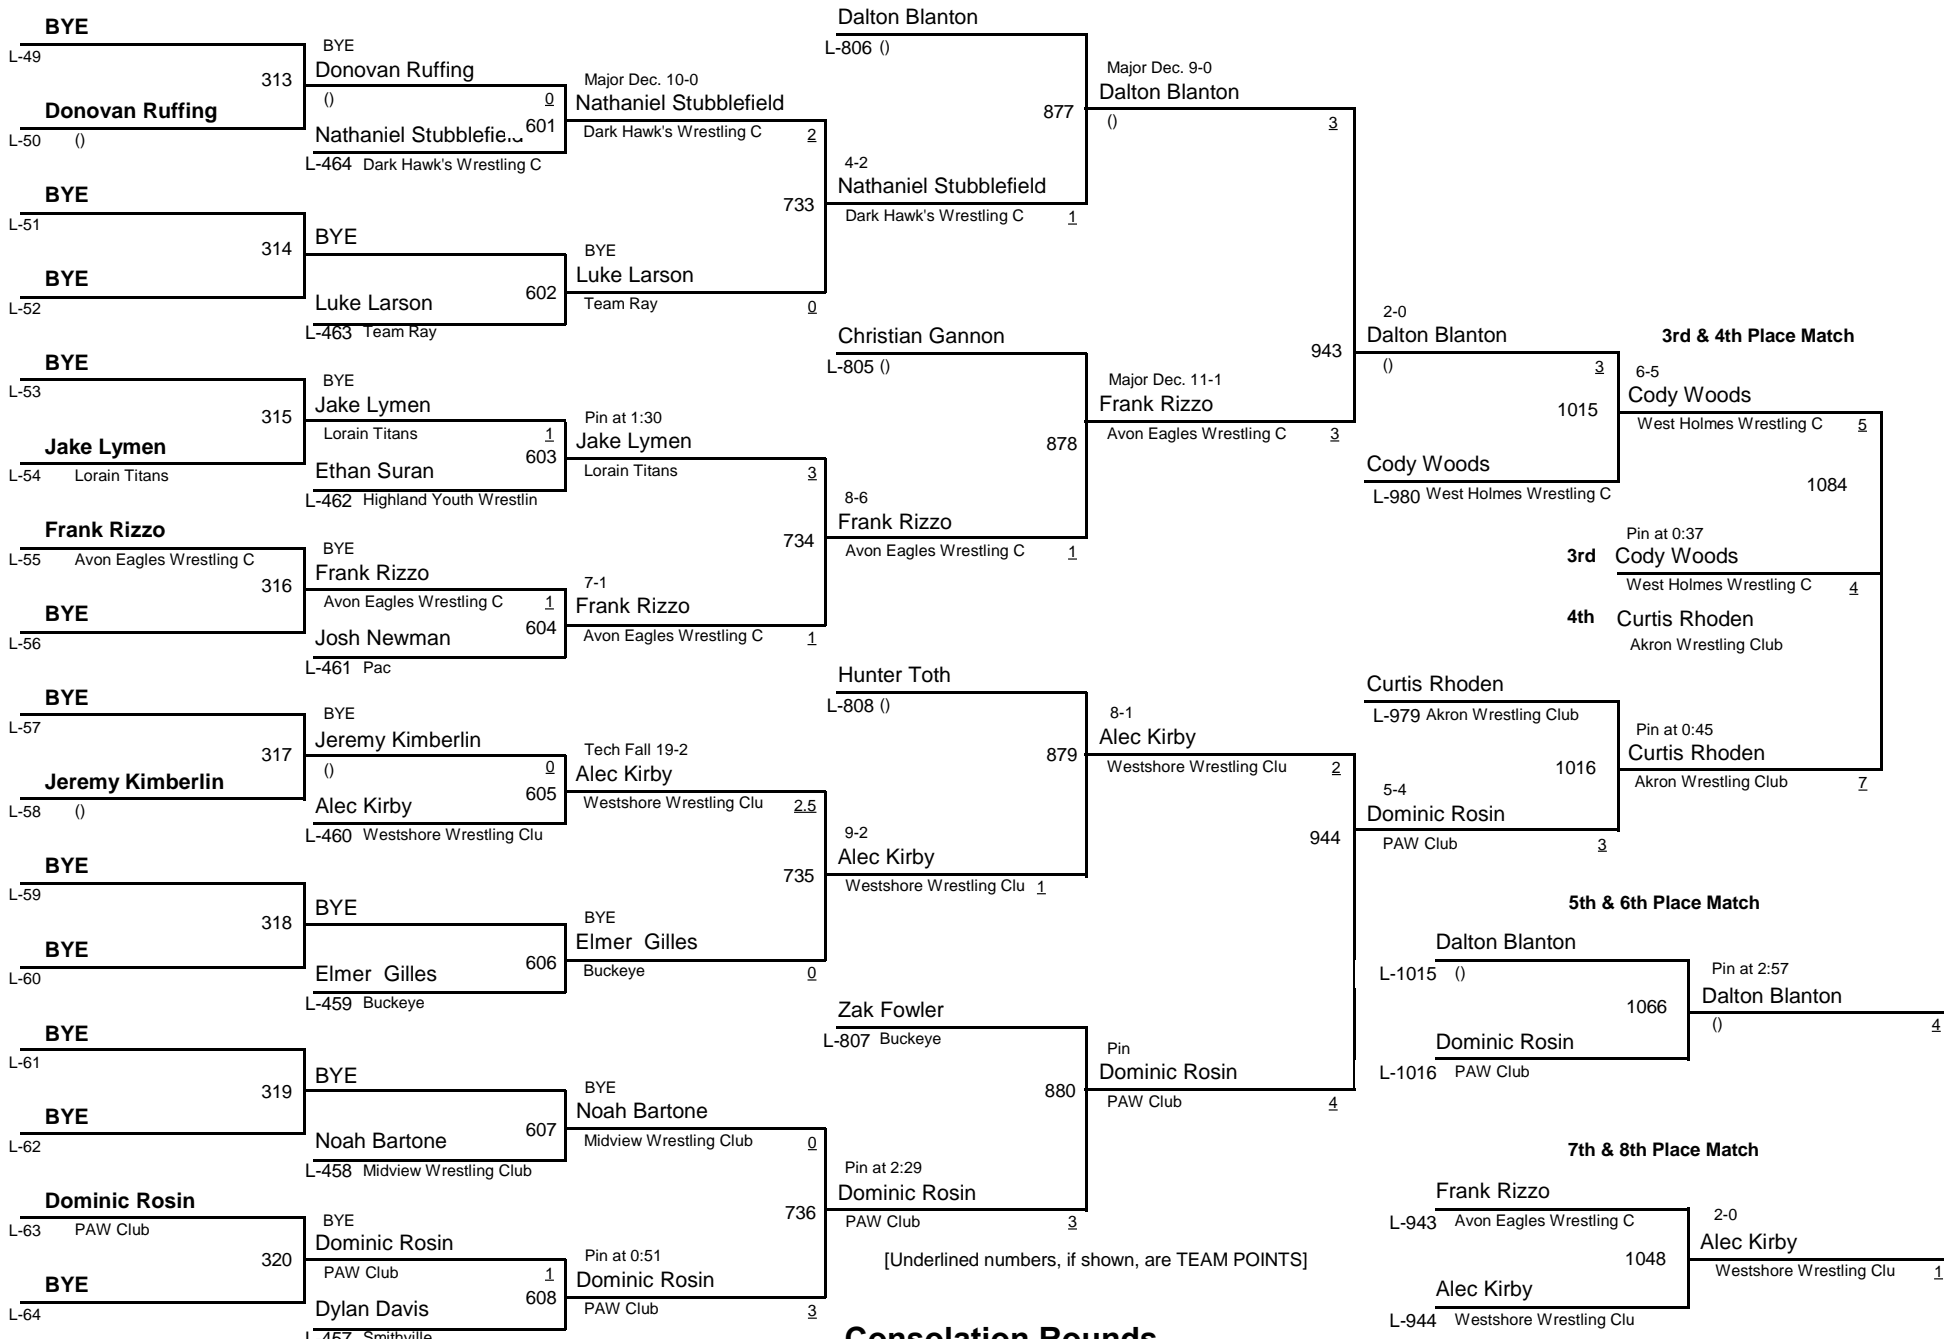 BYE
L-49
313
Donovan Ruffing
L-50 ()
BYE
L-51
314
BYE
L-52
BYE
L-53
315
Jake Lymen
L-54 Lorain Titans
Frank Rizzo
L-55 Avon Eagles Wrestling C
316
BYE
L-56
BYE
L-57
317
Jeremy Kimberlin
L-58 ()
BYE
L-59
318
BYE
L-60
BYE
L-61
319
BYE
L-62
Dominic Rosin
L-63 PAW Club
320
BYE
L-64
BYE
Donovan Ruffing
() 0
601
Nathaniel Stubblefie
L-464 Dark Hawk's Wrestling C
BYE
602
Luke Larson
L-463 Team Ray
BYE
Jake Lymen
Lorain Titans 1
603
Ethan Suran
L-462 Highland Youth Wrestlin
BYE
Frank Rizzo
Avon Eagles Wrestling C 1
604
Josh Newman
L-461 Pac
BYE
Jeremy Kimberlin
() 0
605
Alec Kirby
L-460 Westshore Wrestling Clu
BYE
606
Elmer Gilles
L-459 Buckeye
BYE
607
Noah Bartone
L-458 Midview Wrestling Club
BYE
Dominic Rosin
PAW Club 1
608
Dylan Davis
L-457 Smithville
Major Dec. 10-0
Nathaniel Stubblefield
Dark Hawk's Wrestling C 2
733
BYE
Luke Larson
Team Ray 0
Pin at 1:30
Jake Lymen
Lorain Titans 3
734
7-1
Frank Rizzo
Avon Eagles Wrestling C 1
Tech Fall 19-2
Alec Kirby
Westshore Wrestling Clu 2.5
735
BYE
Elmer Gilles
Buckeye 0
BYE
Noah Bartone
Midview Wrestling Club 0
736
Pin at 0:51
Dominic Rosin
PAW Club 3
Dalton Blanton
L-806 ()
877
4-2
Nathaniel Stubblefield
Dark Hawk's Wrestling C 1
Christian Gannon
L-805 ()
878
8-6
Frank Rizzo
Avon Eagles Wrestling C 1
Hunter Toth
L-808 ()
879
9-2
Alec Kirby
Westshore Wrestling Clu 1
Zak Fowler
L-807 Buckeye
880
Pin at 2:29
Dominic Rosin
PAW Club 3
[Underlined numbers, if shown, are TEAM POINTS]
Consolation Rounds
Major Dec. 9-0
Dalton Blanton
() 3
943
Major Dec. 11-1
Frank Rizzo
Avon Eagles Wrestling C 3
8-1
Alec Kirby
Westshore Wrestling Clu 2
944
Pin
Dominic Rosin
PAW Club 4
2-0
Dalton Blanton
() 3
1015
Cody Woods
L-980 West Holmes Wrestling C
Curtis Rhoden
L-979 Akron Wrestling Club
1016
5-4
Dominic Rosin
PAW Club 3
3rd & 4th Place Match
6-5
Cody Woods
West Holmes Wrestling C 5
1084
Pin at 0:37
3rd Cody Woods
West Holmes Wrestling C 4
4th Curtis Rhoden
Akron Wrestling Club
Pin at 0:45
Curtis Rhoden
Akron Wrestling Club 7
5th & 6th Place Match
Dalton Blanton
L-1015 ()
1066
Dominic Rosin
L-1016 PAW Club
Pin at 2:57
Dalton Blanton
() 4
7th & 8th Place Match
Frank Rizzo
L-943 Avon Eagles Wrestling C
1048
Alec Kirby
L-944 Westshore Wrestling Clu
2-0
Alec Kirby
Westshore Wrestling Clu 1